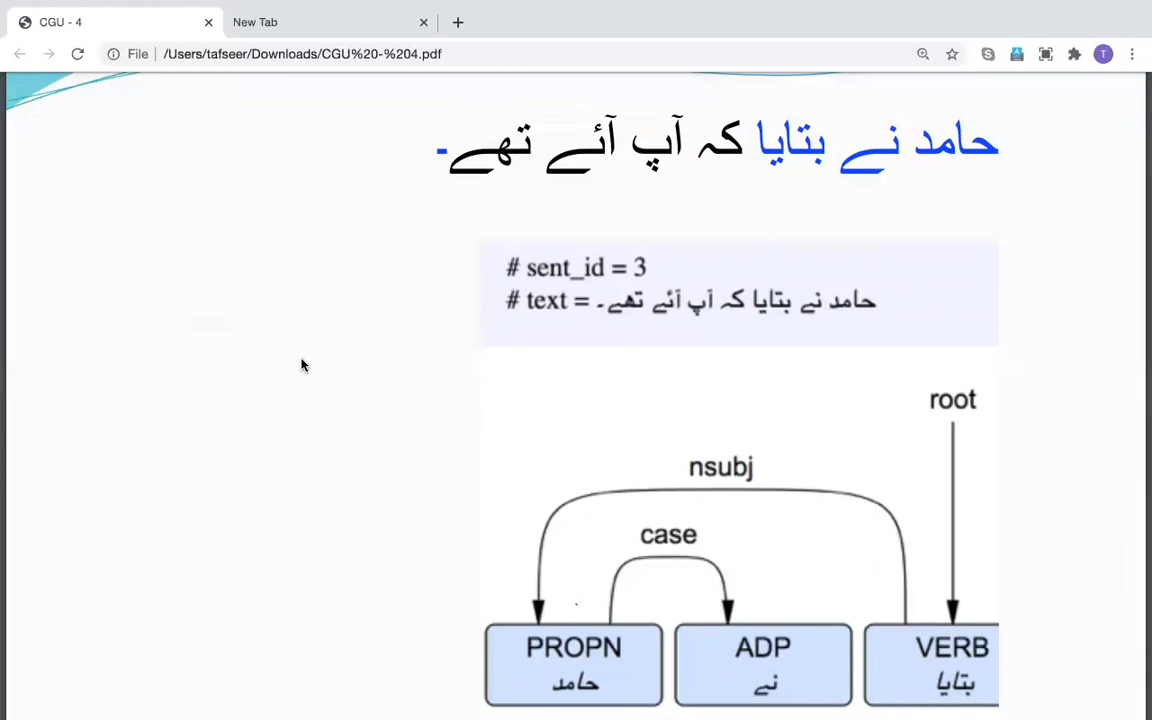 CGU - 4
New Tab
File
/Users/tafseer/Downloads/CGU%20-%204.pdf
T
حامد نے بتایا کہ آپ آئے تھے۔
# sent_id = 3
# text = حامد نے بتایا کہ آپ آئے تھے۔
root
nsubj
case
PROPN ADP VERB
حامد نے بتایا